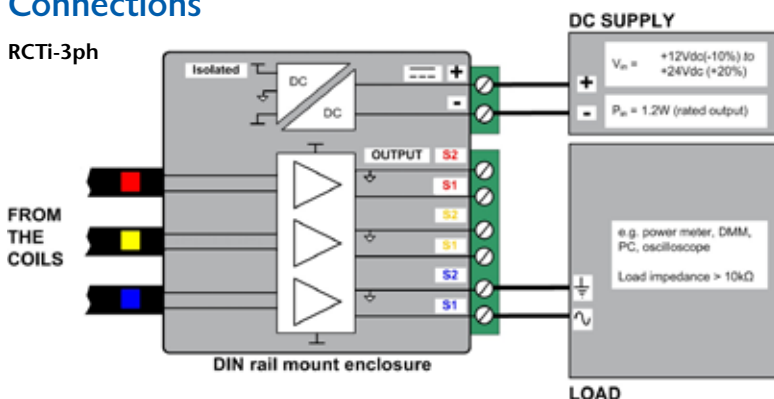 Connections
RCTi-3ph
DC SUPPLY
Isolated
DC
DC
+
-
+
-
Vin = +12Vdc(-10%) to
+24Vdc (+20%)
Pin = 1.2W (rated output)
OUTPUT S2
S1
S2
S1
S2
S1
FROM
THE
COILS
e.g. power meter, DMM,
PC, oscilloscope
Load impedance > 10kΩ
DIN rail mount enclosure
LOAD